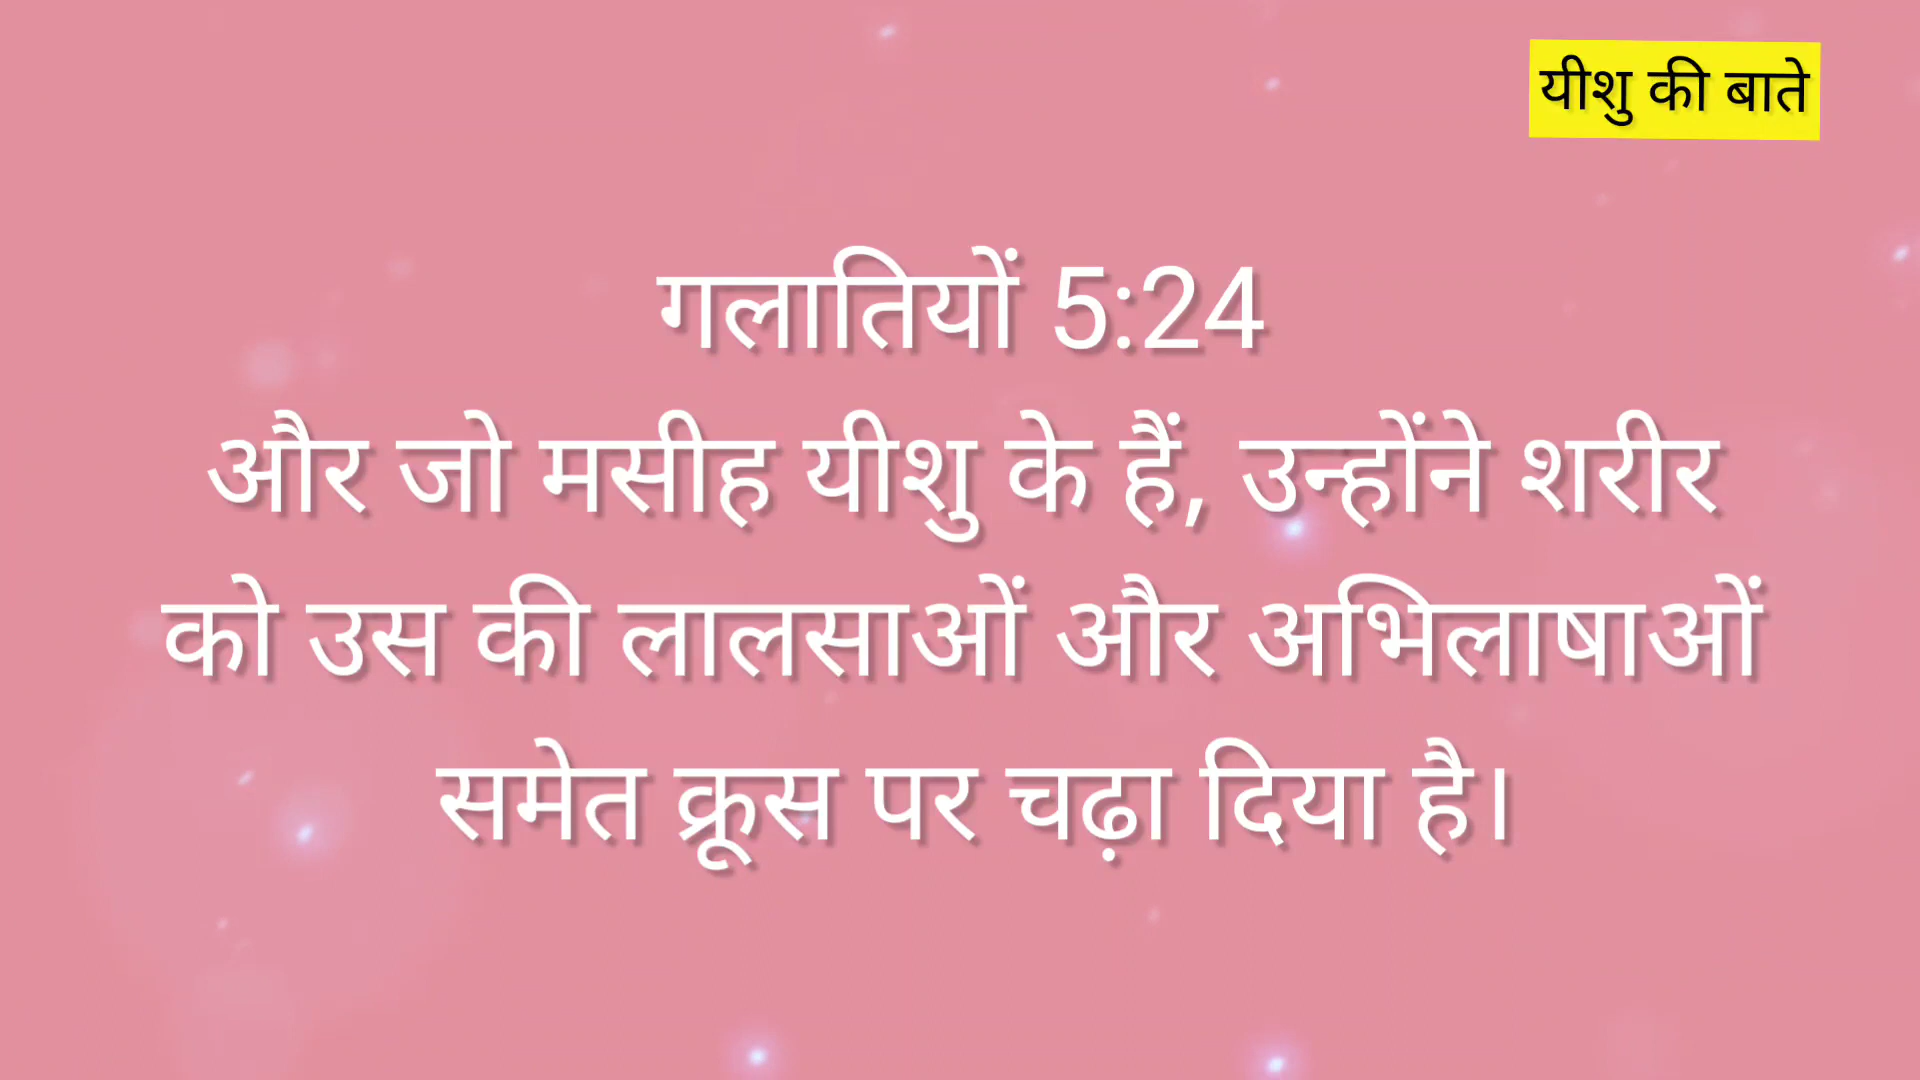 यीशु की बाते
गलातियों 5:24
और जो मसीह यीशु के हैं, उन्होंने शरीर
को उस की लालसाओं और अभिलाषाओं
समेत क्रूस पर चढ़ा दिया है।